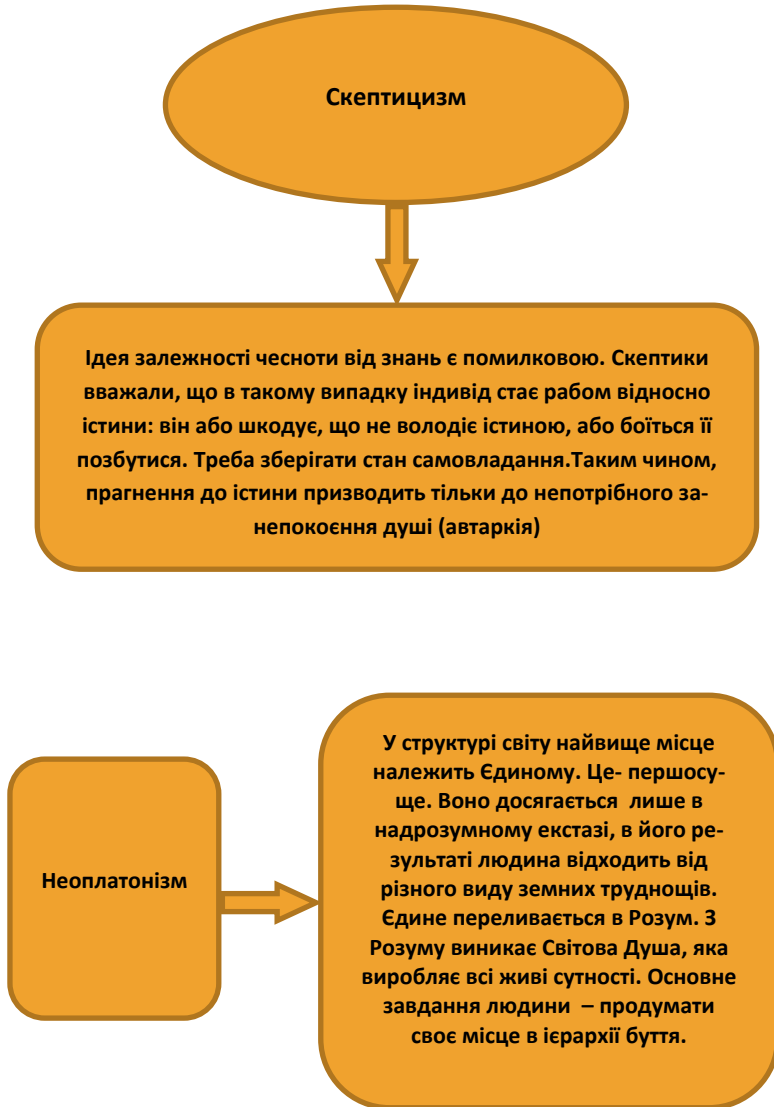 Скептицизм
Ідея залежності чесноти від знань є помилковою. Скептики
вважали, що в такому випадку індивід стає рабом відносно
істини: він або шкодує, що не володіє істиною, або боїться її
позбутися. Треба зберігати стан самовладання.Таким чином,
прагнення до істини призводить тільки до непотрібного за-
непокоєння душі (автаркія)
Неоплатонізм
У структурі світу найвище місце
належить Єдиному. Це- першосу-
ще. Воно досягається лише в
надрозумному екстазі, в його ре-
зультаті людина відходить від
різного виду земних труднощів.
Єдине переливається в Розум. З
Розуму виникає Світова Душа, яка
виробляє всі живі сутності. Основне
завдання людини – продумати
своє місце в ієрархії буття.